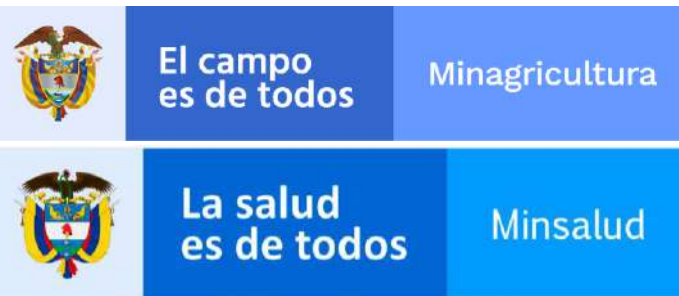 El campo
es de todos
Minagricultura
La salud
es de todos
Minsalud